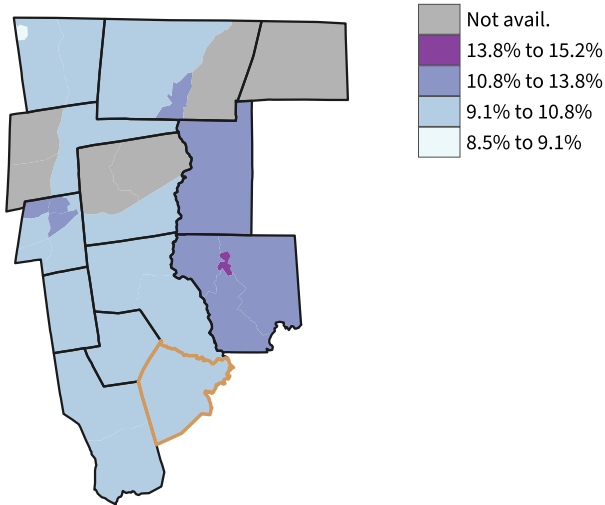 Not avail.
13.8% to 15.2%
10.8% to 13.8%
9.1% to 10.8%
8.5% to 9.1%